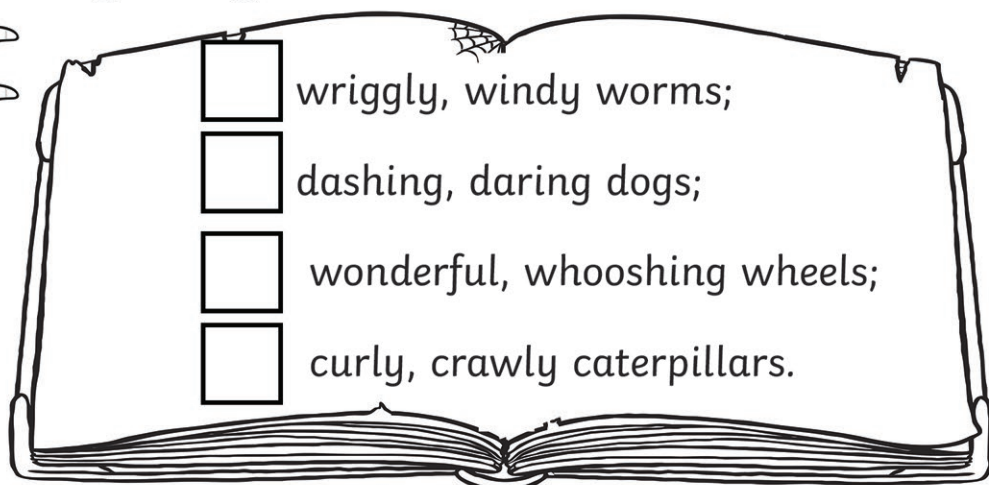 wriggly, windy worms;
dashing, daring dogs;
wonderful, whooshing wheels;
curly, crawly caterpillars.